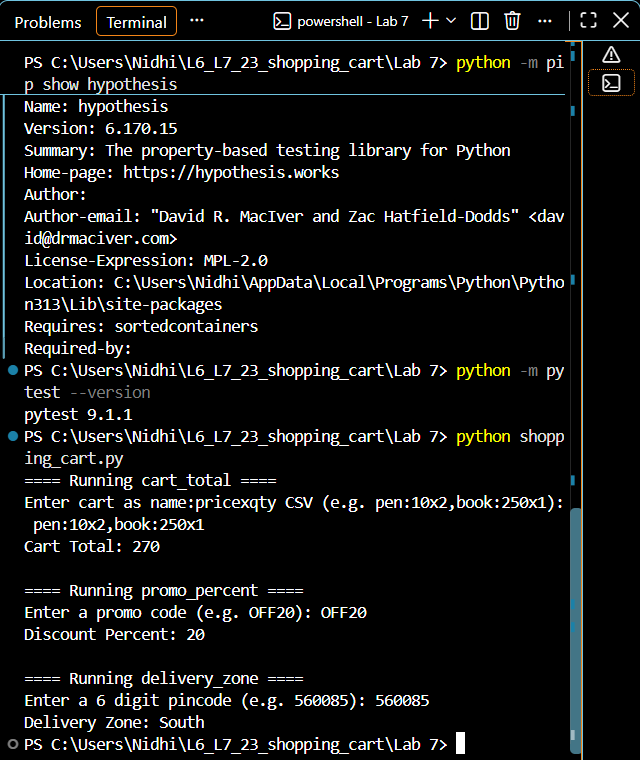 Problems Terminal ··· powershell - Lab 7
PS C:\Users\Nidhi\L6_L7_23_shopping_cart\Lab 7> python -m pi
p show hypothesis
Name: hypothesis
Version: 6.170.15
Summary: The property-based testing library for Python
Home-page: https://hypothesis.works
Author:
Author-email: "David R. MacIver and Zac Hatfield-Dodds" <dav
id@drmaciver.com>
License-Expression: MPL-2.0
Location: C:\Users\Nidhi\AppData\Local\Programs\Python\Pytho
n313\Lib\site-packages
Requires: sortedcontainers
Required-by:
PS C:\Users\Nidhi\L6_L7_23_shopping_cart\Lab 7> python -m py
test --version
pytest 9.1.1
PS C:\Users\Nidhi\L6_L7_23_shopping_cart\Lab 7> python shopp
ing_cart.py
==== Running cart_total ====
Enter cart as name:pricexqty CSV (e.g. pen:10x2,book:250x1):
 pen:10x2,book:250x1
Cart Total: 270
==== Running promo_percent ====
Enter a promo code (e.g. OFF20): OFF20
Discount Percent: 20
==== Running delivery_zone ====
Enter a 6 digit pincode (e.g. 560085): 560085
Delivery Zone: South
PS C:\Users\Nidhi\L6_L7_23_shopping_cart\Lab 7>